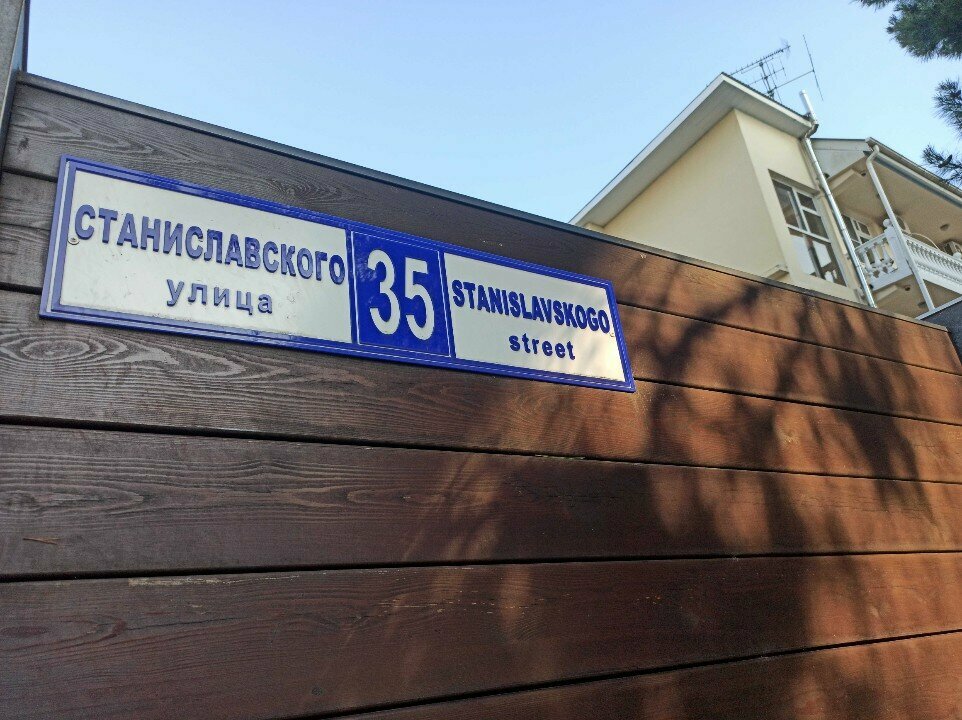 СТАНИСЛАВСКОГО
улица
35
STANISLAVSKOGO
street